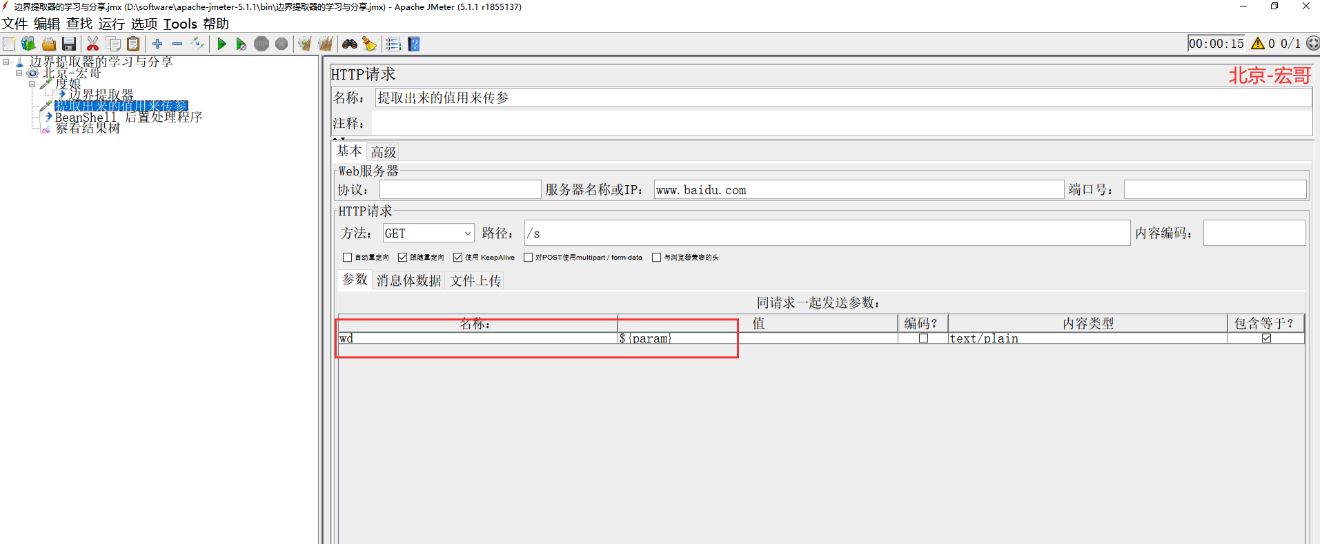 边界提取器的学习与分享.jmx (D:\software\apache-jmeter-5.1.1\bin\边界提取器的学习与分享.jmx) - Apache JMeter (5.1.1 r1855137)
文件 编辑 查找 运行 选项 Tools 帮助
00:00:15 0 0/1
边界提取器的学习与分享
北京-宏哥
度娘
边界提取器
提取出来的值用来传参
BeanShell 后置处理程序
察看结果树
HTTP请求 北京-宏哥
名称: 提取出来的值用来传参
注释:
基本 高级
Web服务器
协议: 服务器名称或IP: www.baidu.com 端口号:
HTTP请求
方法: GET 路径: /s 内容编码:
自动重定向 跟随重定向 使用 KeepAlive 对POST使用multipart / form-data 与浏览器兼容的头
参数 消息体数据 文件上传
同请求一起发送参数:
名称: 值 编码? 内容类型 包含等于?
wd ${param} text/plain